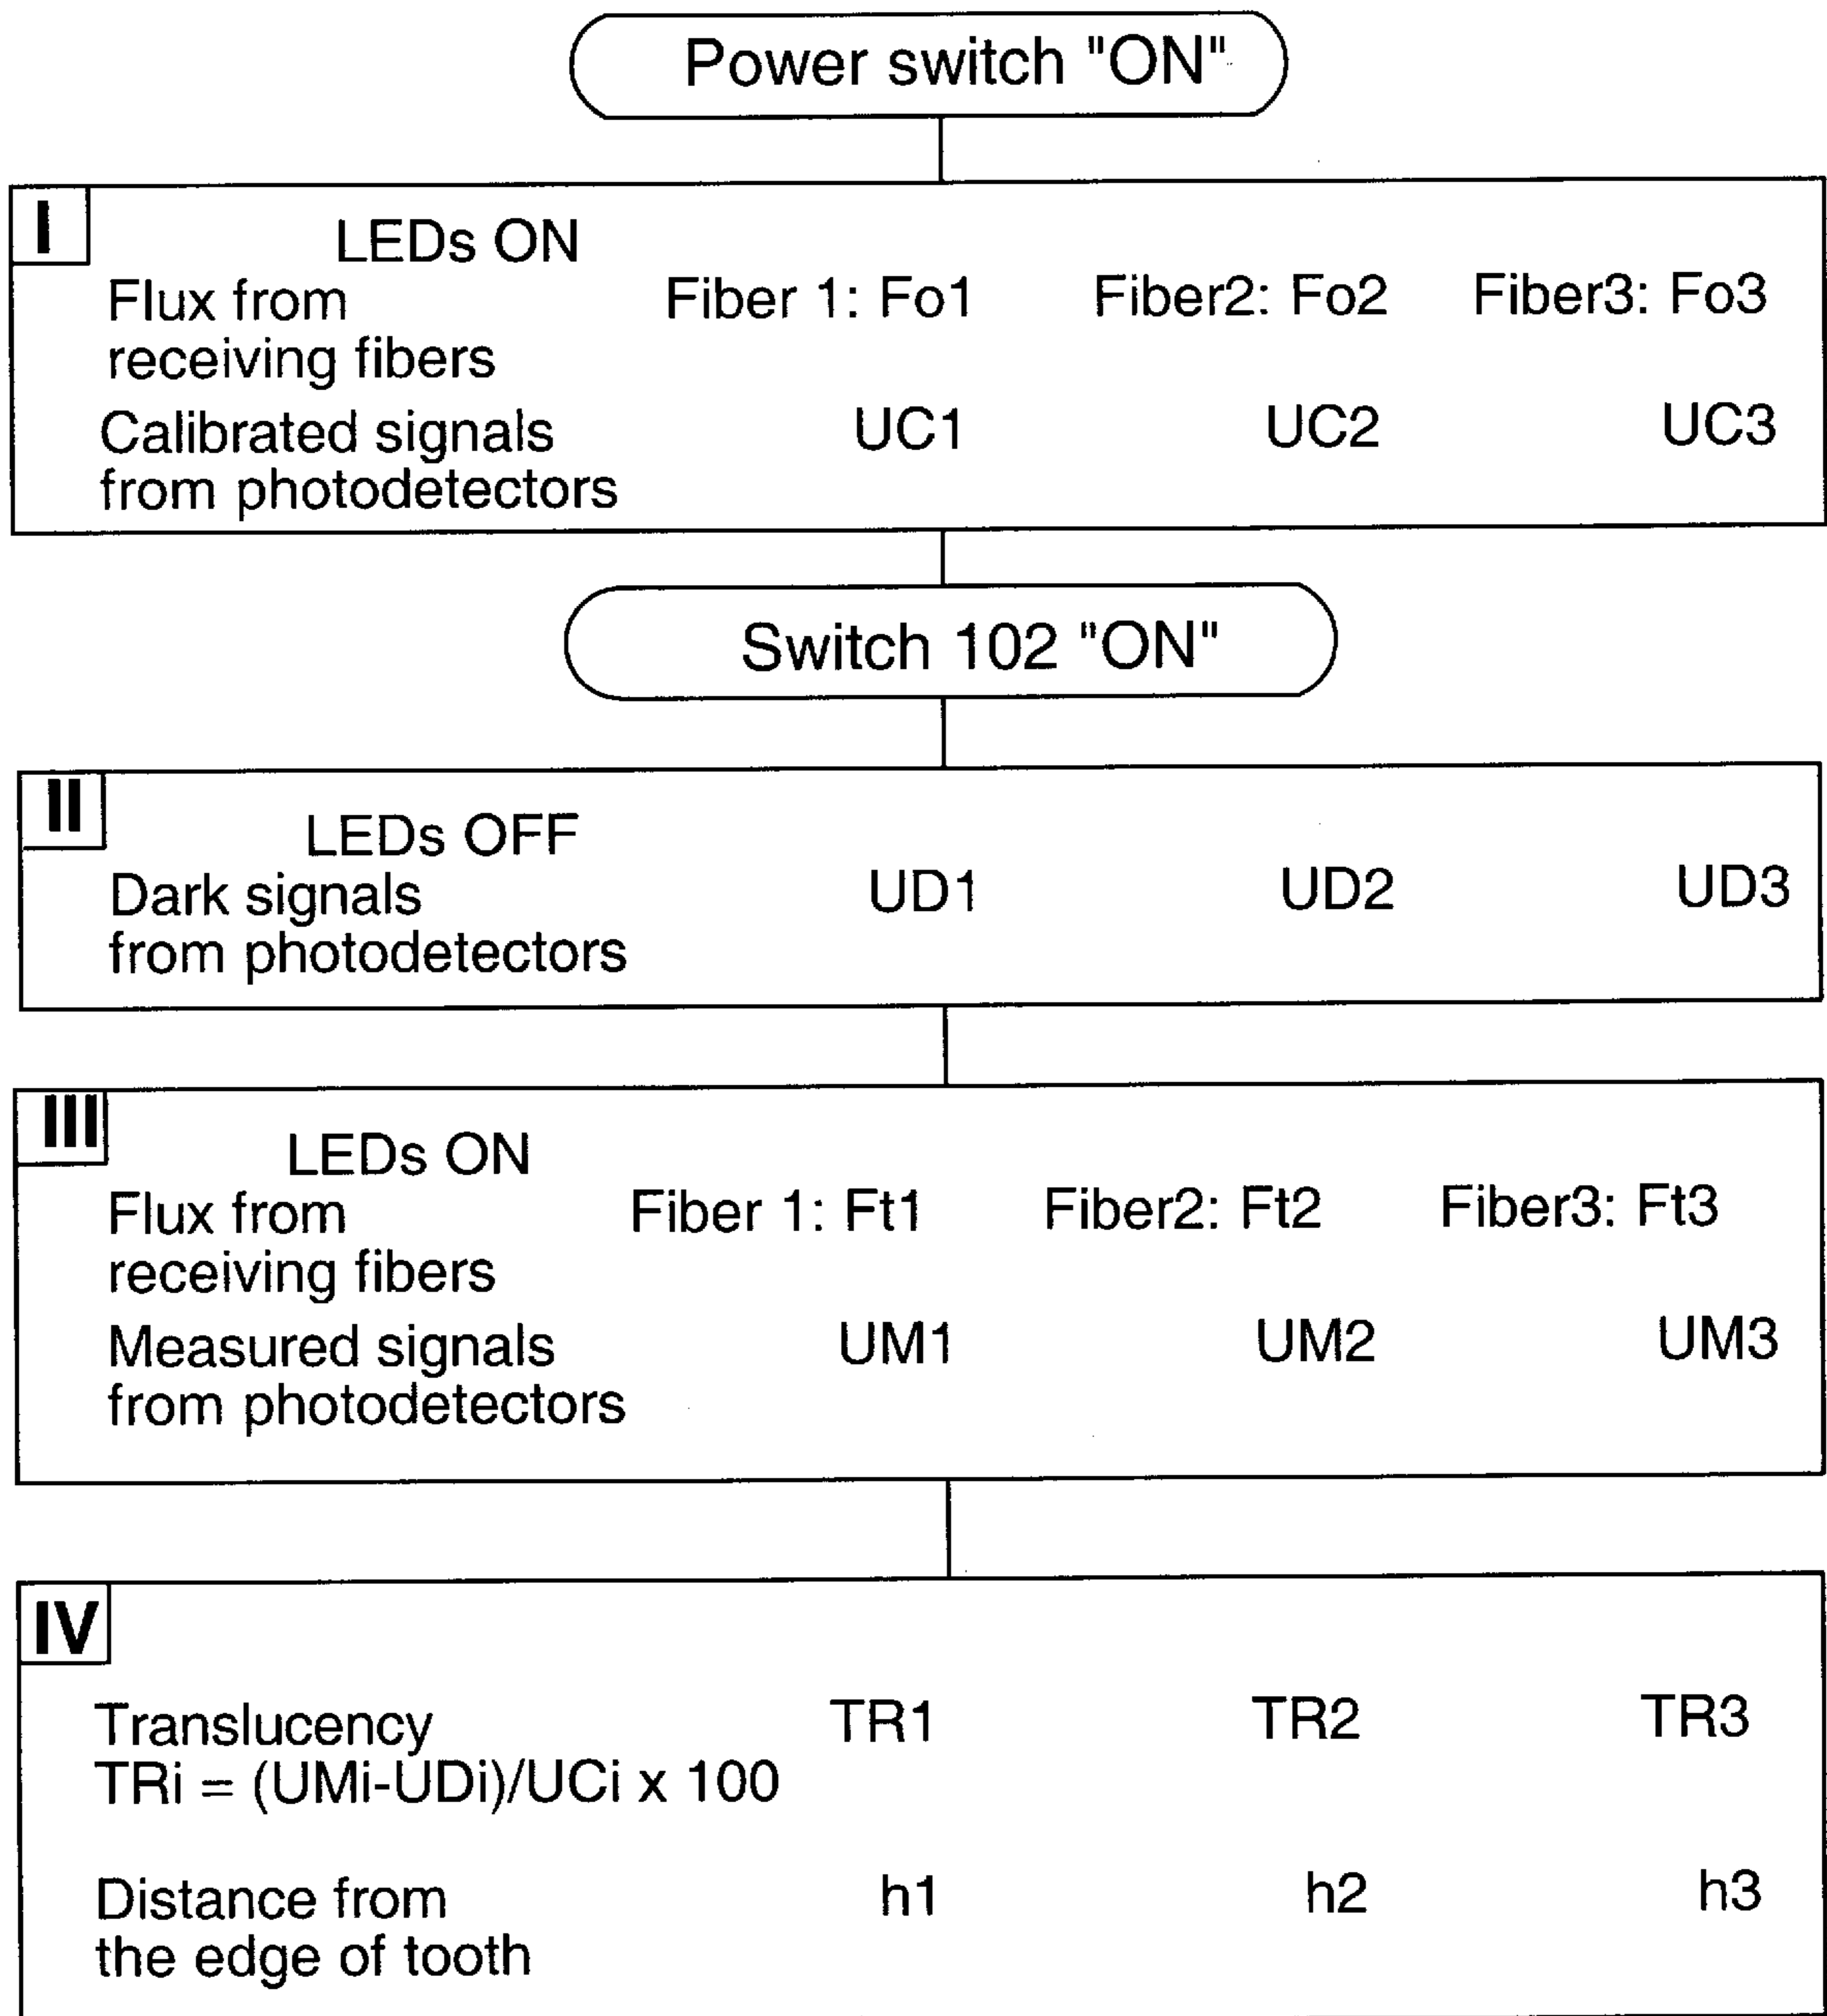 Power switch "ON"
I
LEDs ON
Flux from Fiber 1: Fo1 Fiber2: Fo2 Fiber3: Fo3
receiving fibers
Calibrated signals UC1 UC2 UC3
from photodetectors
Switch 102 "ON"
II
LEDs OFF
Dark signals UD1 UD2 UD3
from photodetectors
III
LEDs ON
Flux from Fiber 1: Ft1 Fiber2: Ft2 Fiber3: Ft3
receiving fibers
Measured signals UM1 UM2 UM3
from photodetectors
IV
Translucency TR1 TR2 TR3
TRi = (UMi-UDi)/UCi x 100
Distance from h1 h2 h3
the edge of tooth